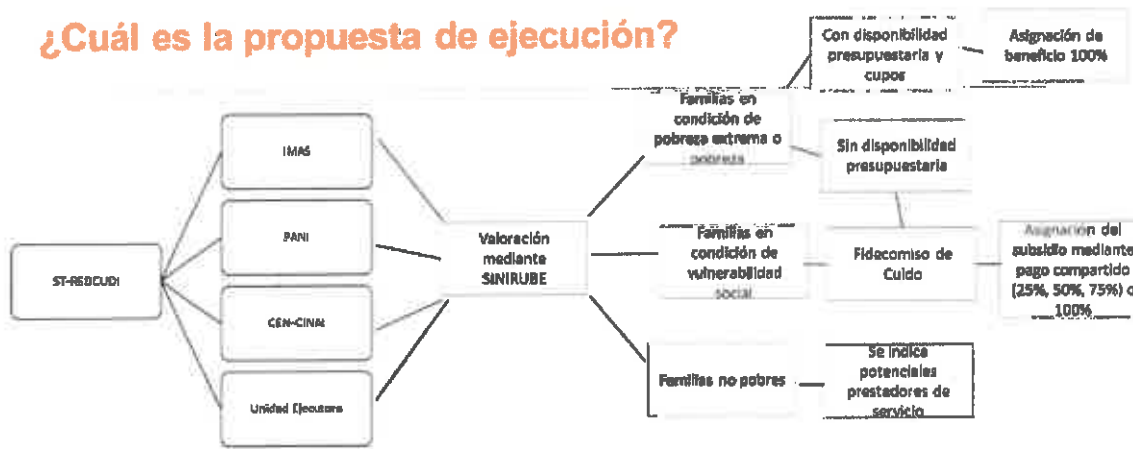 ¿Cuál es la propuesta de ejecución?
ST-REDCUDI
IMAS
PANI
CEN-CINAI
Unidad Ejecutora
Valoración
mediante
SINIRUBE
Familias en
condición de
pobreza extrema o
pobreza
Con disponibilidad
presupuestaria y
cupos
Asignación de
beneficio 100%
Sin disponibilidad
presupuestaria
Familias en
condición de
vulnerabilidad
social
Fidecomiso de
Cuido
Asignación del
subsidio mediante
pago compartido
(25%, 50%, 75%) o
100%
Familias no pobres
Se indica
potenciales
prestadores de
servicio